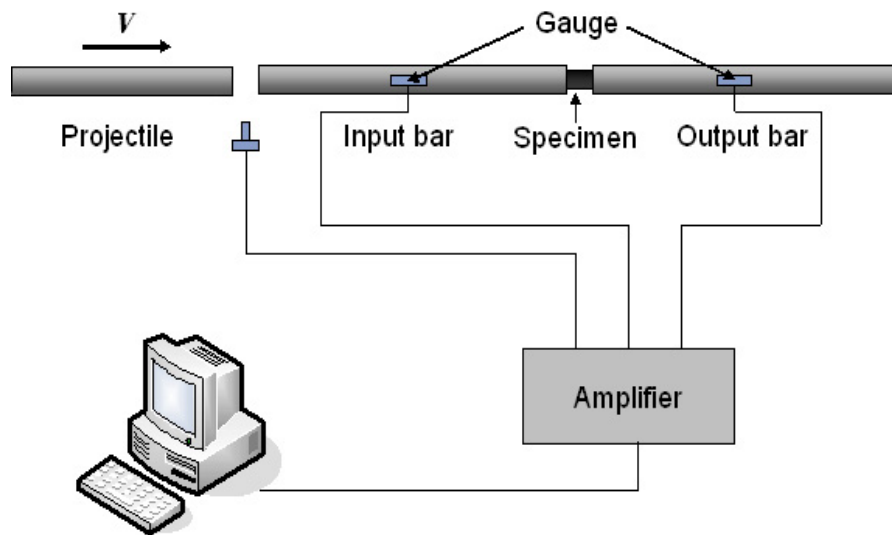 V
Gauge
Projectile
Input bar
Specimen
Output bar
Amplifier